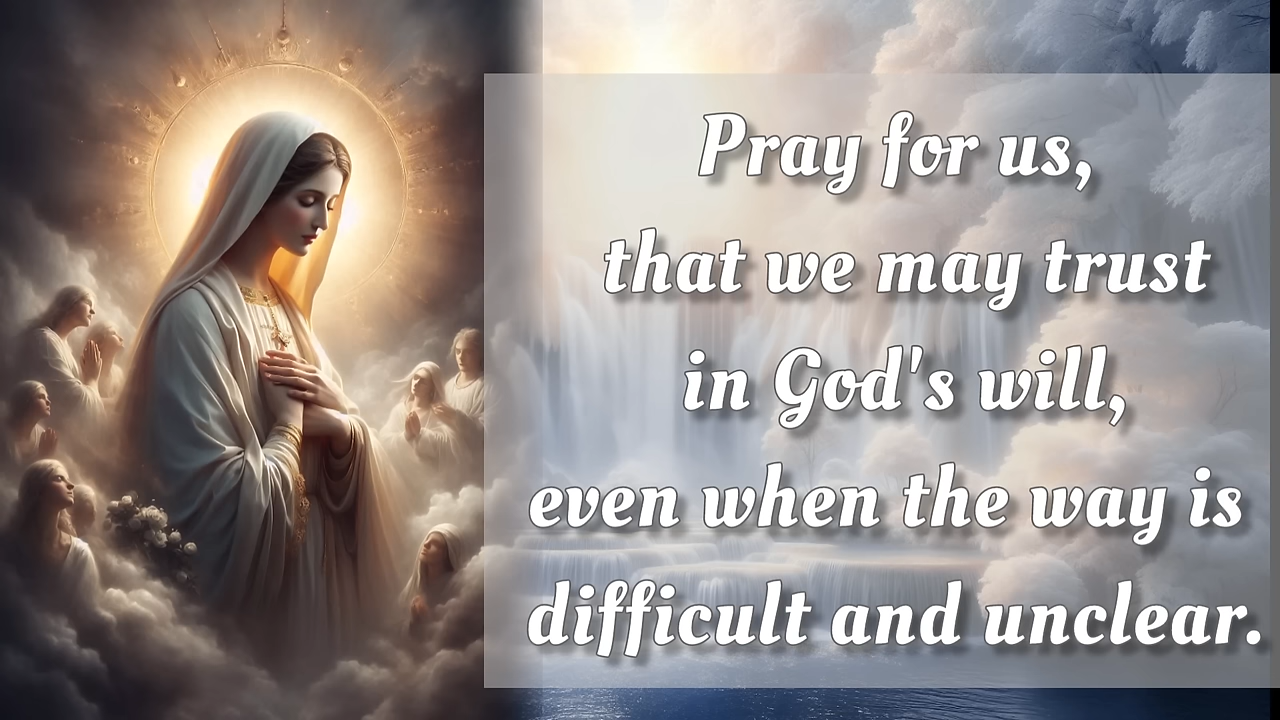 Pray for us,
that we may trust
in God's will,
even when the way is
difficult and unclear.